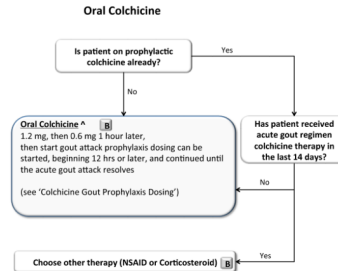 Oral Colchicine
Is patient on prophylactic
colchicine already?
Yes
No
Oral Colchicine ^ B
1.2 mg, then 0.6 mg 1 hour later,
then start gout attack prophylaxis dosing can be
started, beginning 12 hrs or later, and continued until
the acute gout attack resolves
(see 'Colchicine Gout Prophylaxis Dosing')
Has patient received
acute gout regimen
colchicine therapy in
the last 14 days?
No
Yes
Choose other therapy (NSAID or Corticosteroid) B